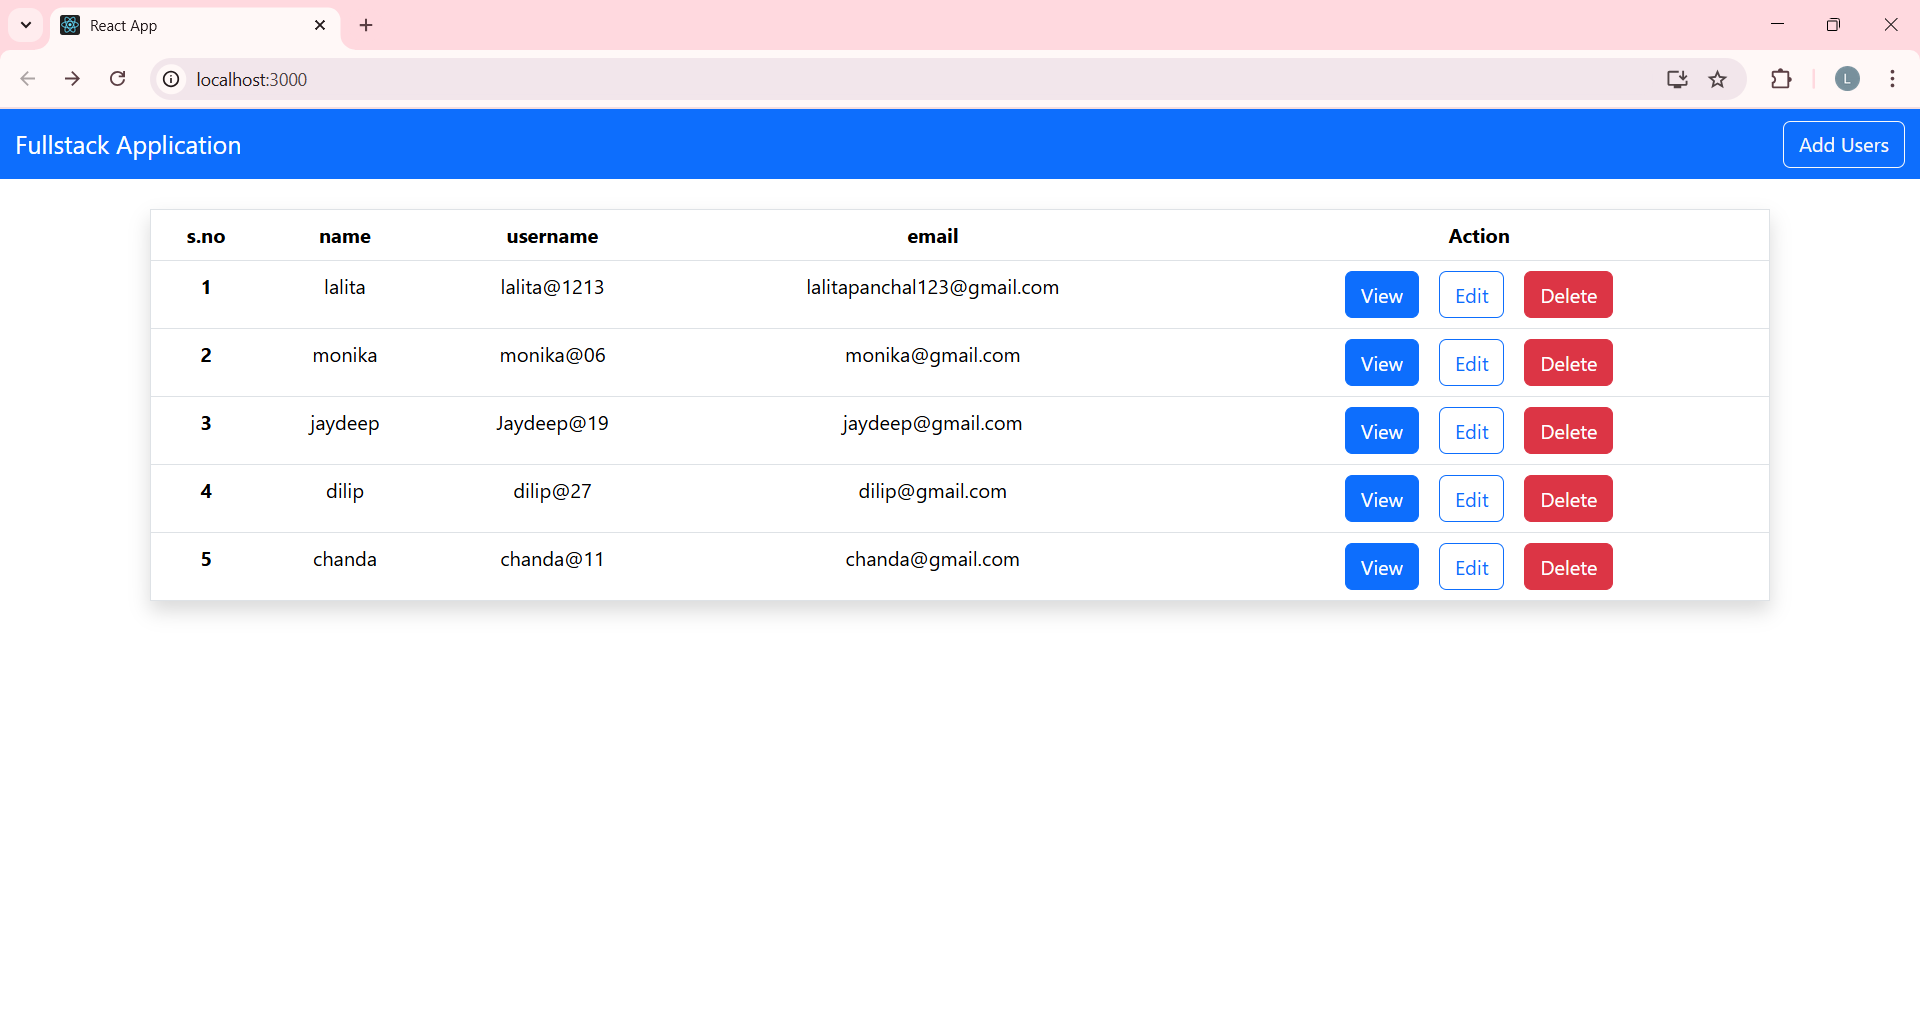 React App
localhost:3000
L
Fullstack Application Add Users
s.no name username email Action
1 lalita lalita@1213 lalitapanchal123@gmail.com View Edit Delete
2 monika monika@06 monika@gmail.com View Edit Delete
3 jaydeep Jaydeep@19 jaydeep@gmail.com View Edit Delete
4 dilip dilip@27 dilip@gmail.com View Edit Delete
5 chanda chanda@11 chanda@gmail.com View Edit Delete